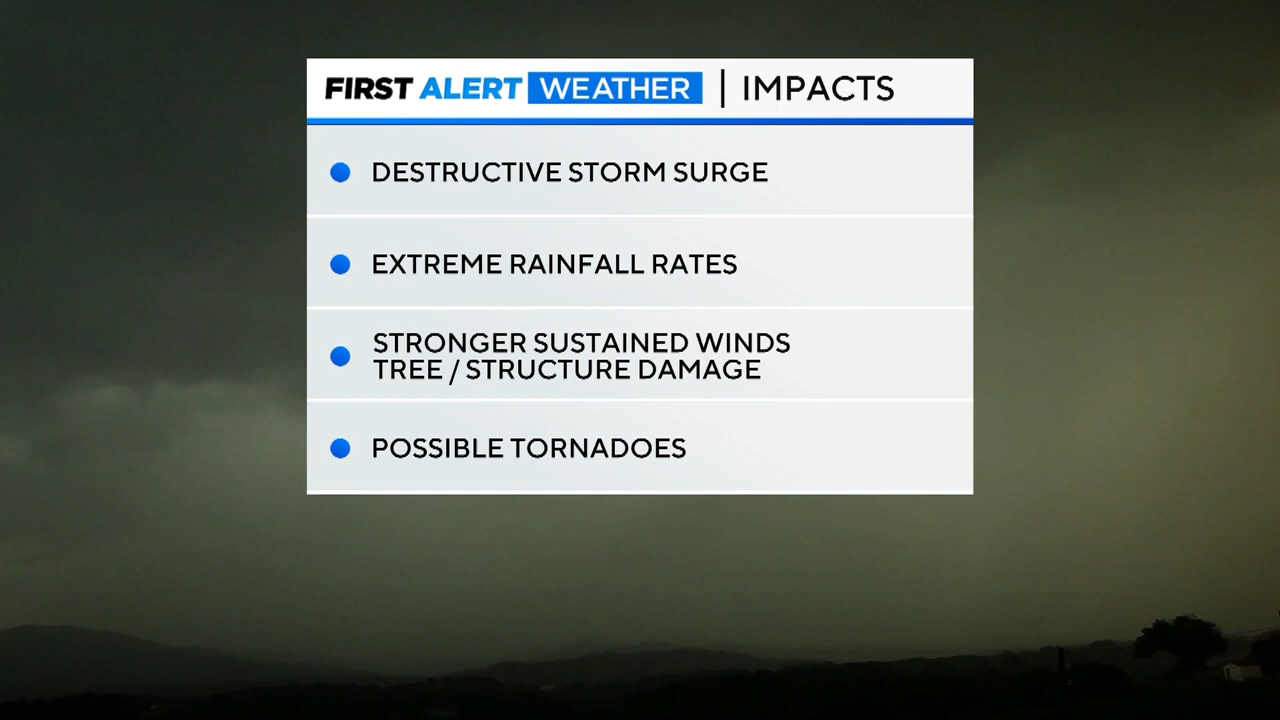 FIRST ALERT WEATHER | IMPACTS
DESTRUCTIVE STORM SURGE
EXTREME RAINFALL RATES
STRONGER SUSTAINED WINDS
TREE / STRUCTURE DAMAGE
POSSIBLE TORNADOES